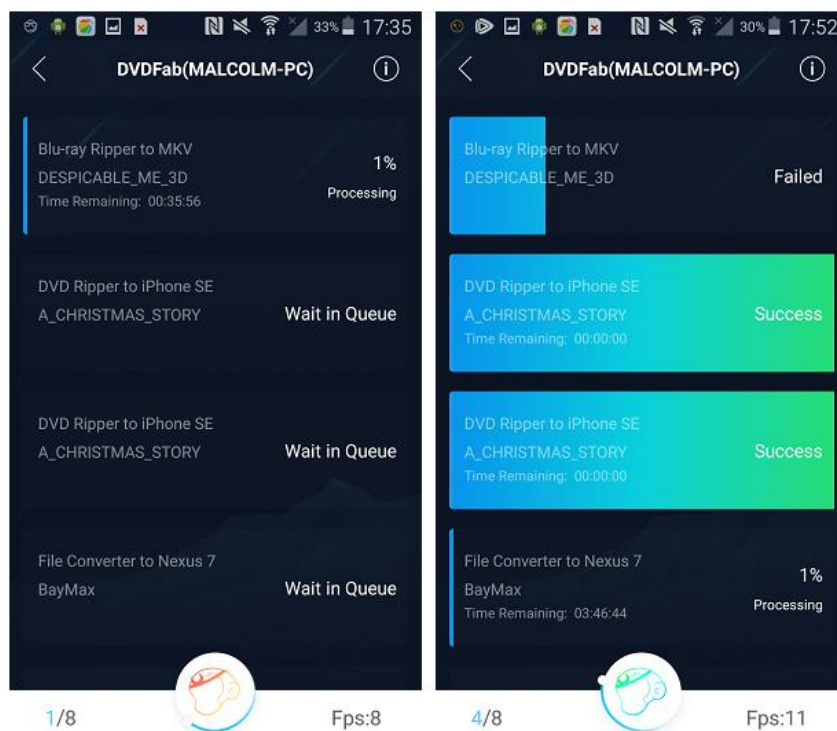 33% 17:35
DVDFab(MALCOLM-PC)
Blu-ray Ripper to MKV
DESPICABLE_ME_3D
Time Remaining: 00:35:56
1%
Processing
DVD Ripper to iPhone SE
A_CHRISTMAS_STORY
Wait in Queue
DVD Ripper to iPhone SE
A_CHRISTMAS_STORY
Wait in Queue
File Converter to Nexus 7
BayMax
Wait in Queue
1/8
Fps:8
30% 17:52
DVDFab(MALCOLM-PC)
Blu-ray Ripper to MKV
DESPICABLE_ME_3D
Failed
DVD Ripper to iPhone SE
A_CHRISTMAS_STORY
Time Remaining: 00:00:00
Success
DVD Ripper to iPhone SE
A_CHRISTMAS_STORY
Time Remaining: 00:00:00
Success
File Converter to Nexus 7
BayMax
Time Remaining: 03:46:44
1%
Processing
4/8
Fps:11